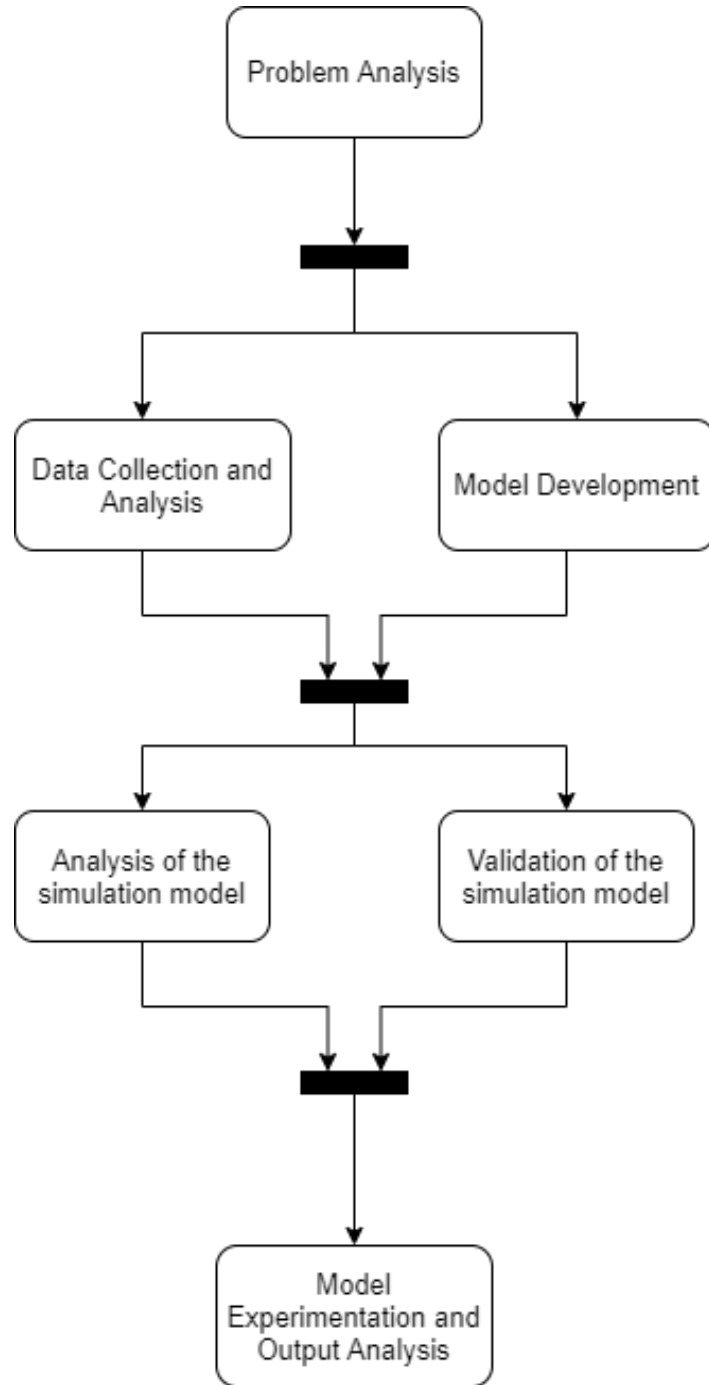 Problem Analysis
Data Collection and
Analysis
Model Development
Analysis of the
simulation model
Validation of the
simulation model
Model
Experimentation and
Output Analysis